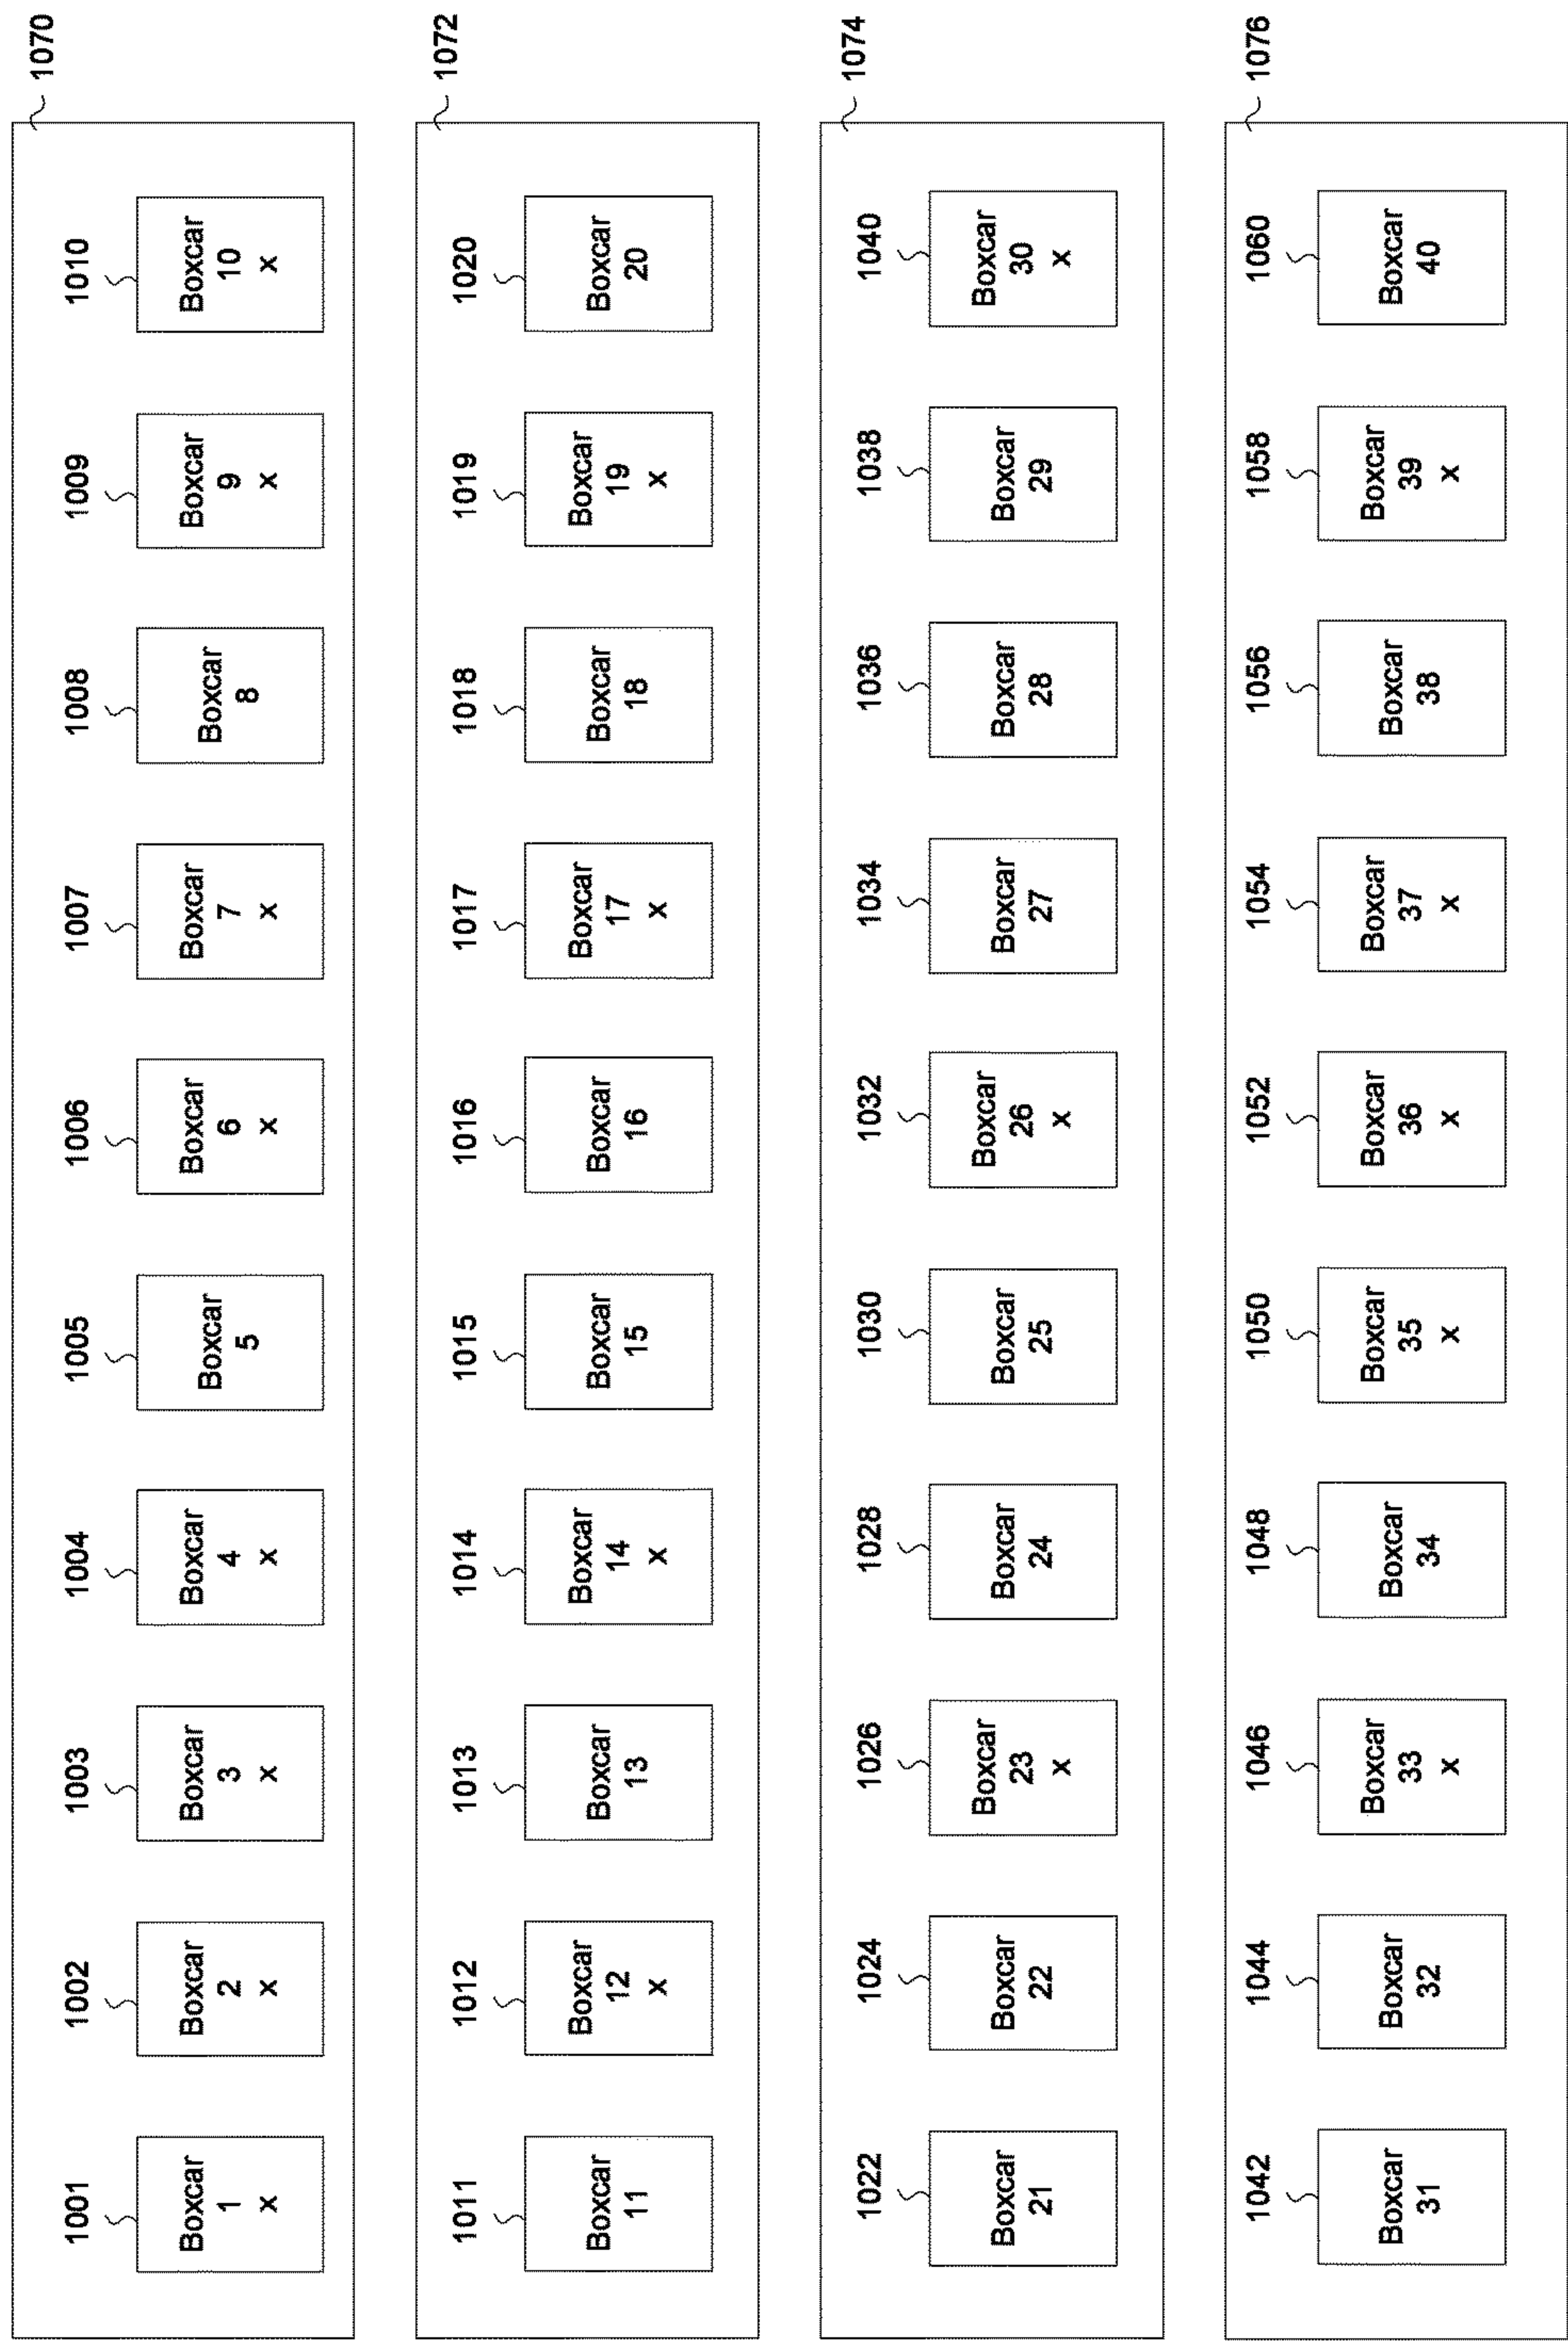 1070
1001
1002
1003
1004
1005
1006
1007
1008
1009
1010
Boxcar
1
X
Boxcar
2
X
Boxcar
3
X
Boxcar
4
X
Boxcar
5
Boxcar
6
X
Boxcar
7
X
Boxcar
8
Boxcar
9
X
Boxcar
10
X
1072
1011
1012
1013
1014
1015
1016
1017
1018
1019
1020
Boxcar
11
Boxcar
12
X
Boxcar
13
Boxcar
14
X
Boxcar
15
Boxcar
16
Boxcar
17
X
Boxcar
18
Boxcar
19
X
Boxcar
20
1074
1022
1024
1026
1028
1030
1032
1034
1036
1038
1040
Boxcar
21
Boxcar
22
Boxcar
23
X
Boxcar
24
Boxcar
25
Boxcar
26
X
Boxcar
27
Boxcar
28
Boxcar
29
Boxcar
30
X
1076
1042
1044
1046
1048
1050
1052
1054
1056
1058
1060
Boxcar
31
Boxcar
32
Boxcar
33
X
Boxcar
34
Boxcar
35
X
Boxcar
36
X
Boxcar
37
X
Boxcar
38
Boxcar
39
X
Boxcar
40